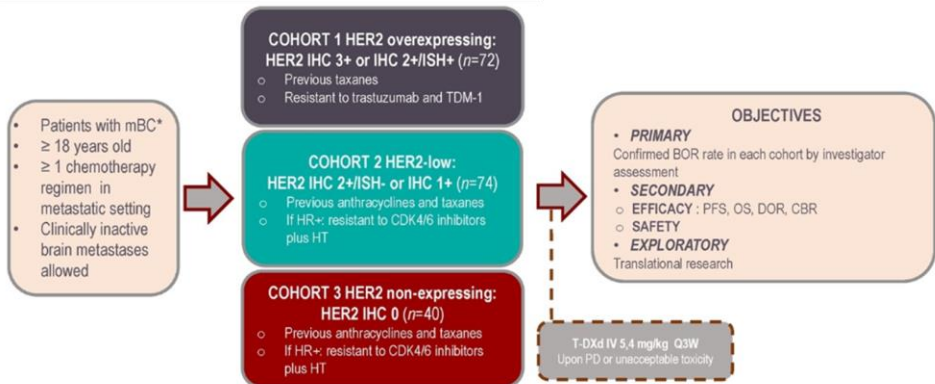 Patients with mBC*
≥ 18 years old
≥ 1 chemotherapy
regimen in
metastatic setting
Clinically inactive
brain metastases
allowed
COHORT 1 HER2 overexpressing:
HER2 IHC 3+ or IHC 2+/ISH+ (n=72)
Previous taxanes
Resistant to trastuzumab and TDM-1
COHORT 2 HER2-low:
HER2 IHC 2+/ISH- or IHC 1+ (n=74)
Previous anthracyclines and taxanes
If HR+: resistant to CDK4/6 inhibitors
plus HT
COHORT 3 HER2 non-expressing:
HER2 IHC 0 (n=40)
Previous anthracyclines and taxanes
If HR+: resistant to CDK4/6 inhibitors
plus HT
OBJECTIVES
• PRIMARY
Confirmed BOR rate in each cohort by investigator
assessment
• SECONDARY
EFFICACY : PFS, OS, DOR, CBR
SAFETY
• EXPLORATORY
Translational research
T-DXd IV 5,4 mg/kg Q3W
Upon PD or unacceptable toxicity